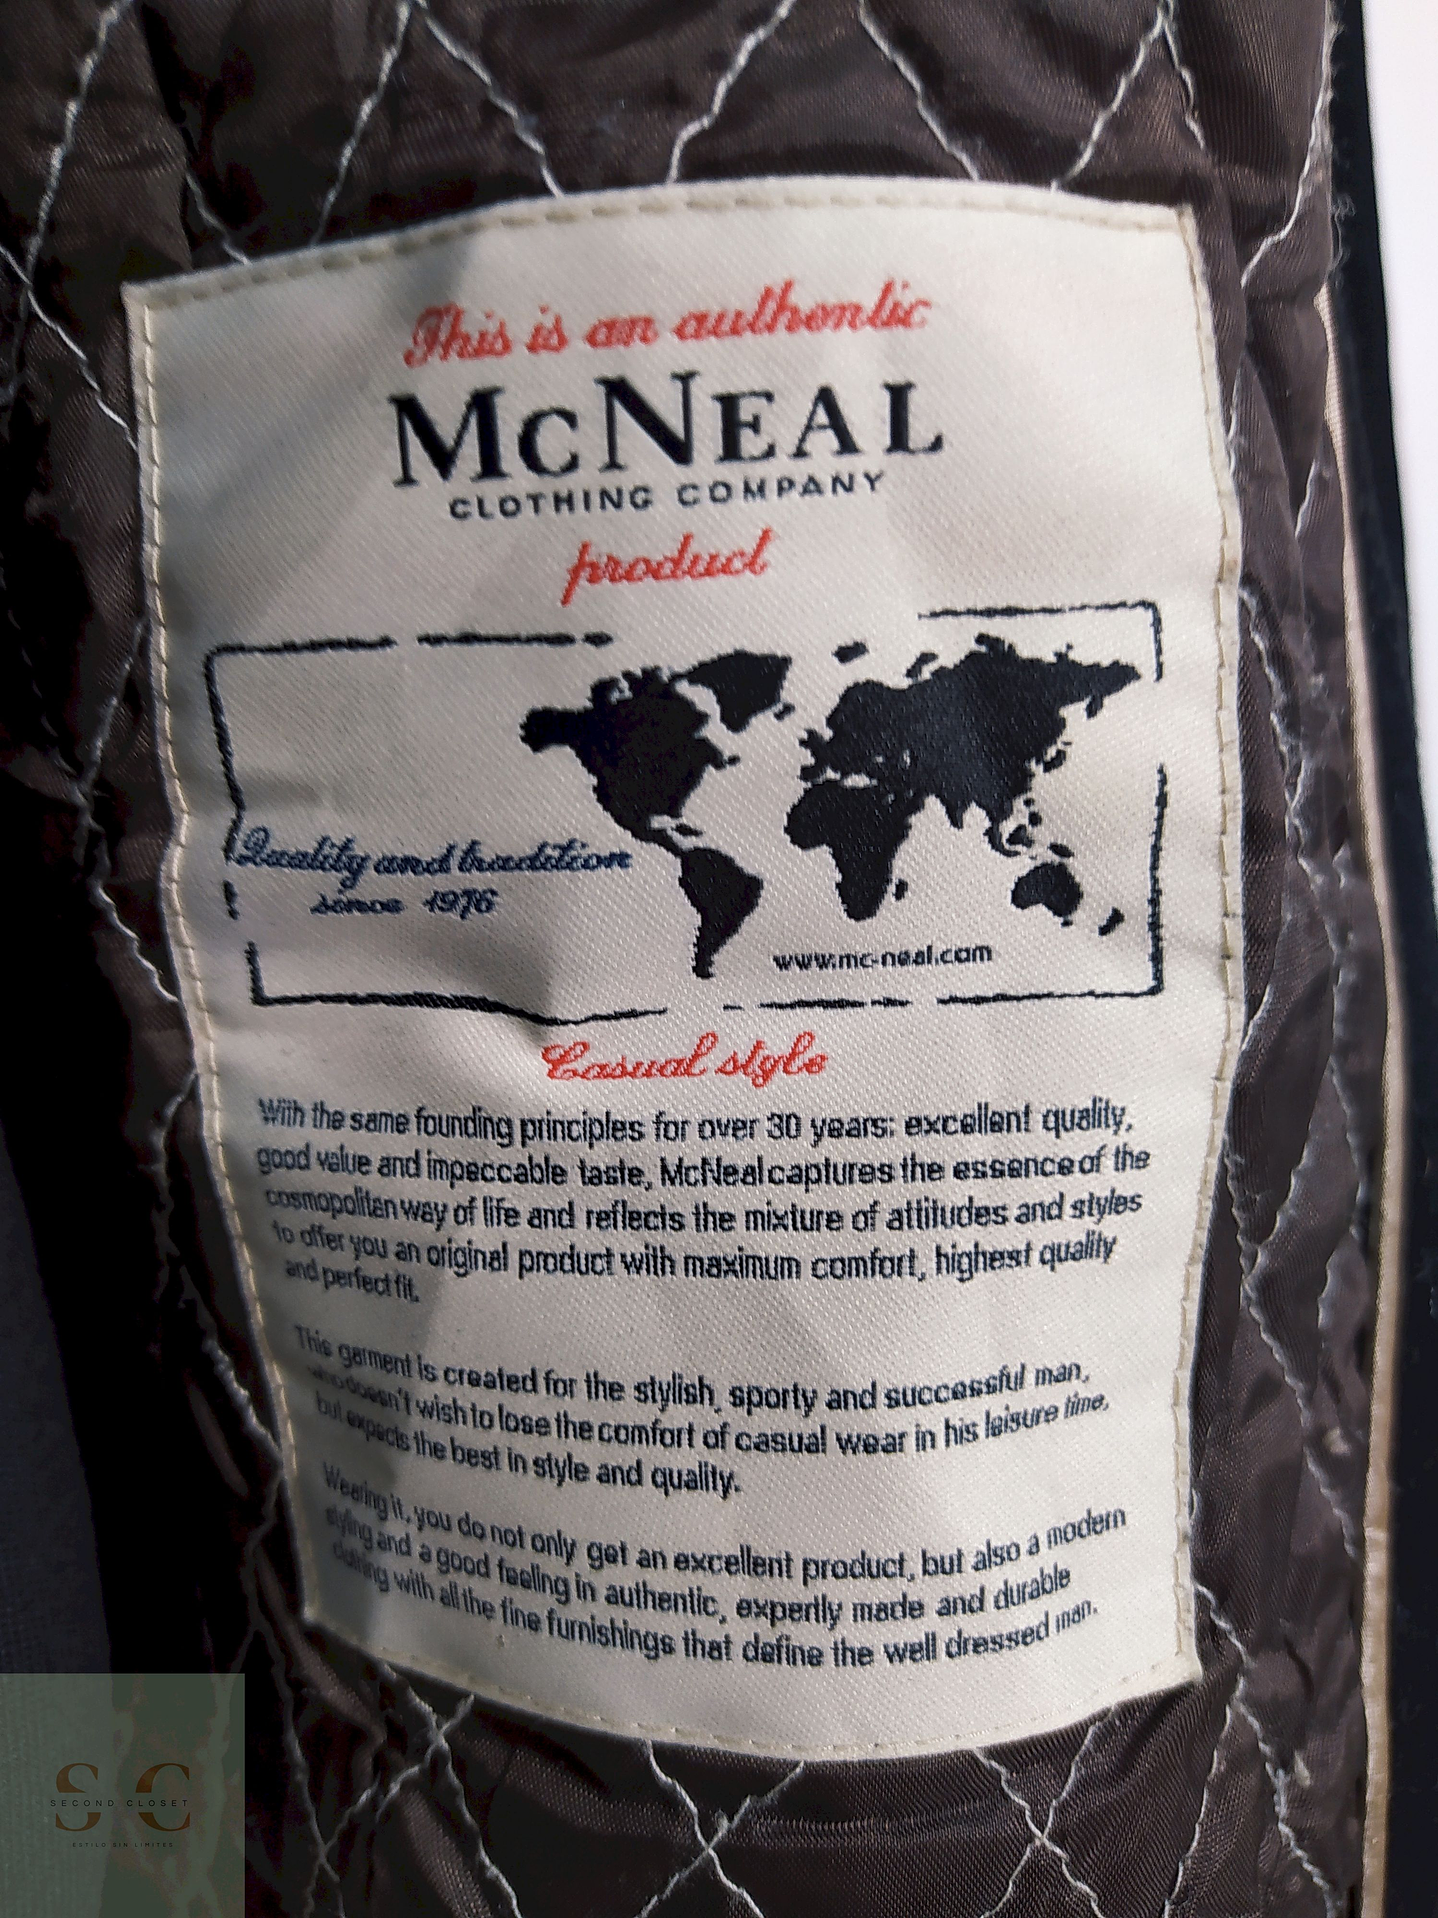 This is an authentic
McNEAL
CLOTHING COMPANY
product
Quality and tradition
since 1976
www.mc-neal.com
Casual style
With the same founding principles for over 30 years: excellent quality,
good value and impeccable taste, McNeal captures the essence of the
cosmopolitan way of life and reflects the mixture of attitudes and styles
to offer you an original product with maximum comfort, highest quality
and perfect fit.
This garment is created for the stylish, sporty and successful man,
who doesn't wish to lose the comfort of casual wear in his leisure time,
but expects the best in style and quality.
Wearing it, you do not only get an excellent product, but also a modern
styling and a good feeling in authentic, expertly made and durable
clothing with all the fine furnishings that define the well dressed man.
SC
SECOND CLOSET
ESTILO SIN LIMITES